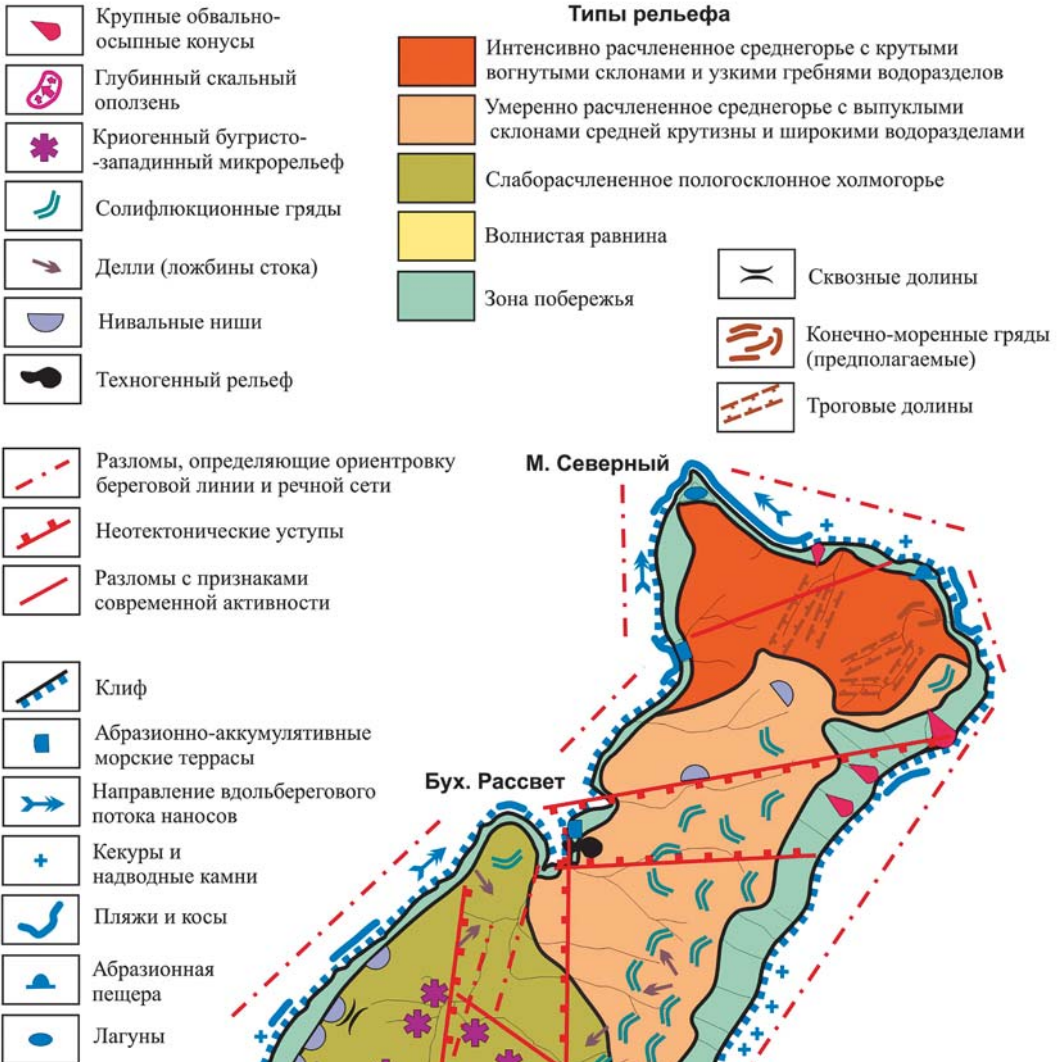 Крупные обвально-
осыпные конусы
Глубинный скальный
оползень
Криогенный бугристо-
-западинный микрорельеф
Солифлюкционные гряды
Делли (ложбины стока)
Нивальные ниши
Техногенный рельеф
Типы рельефа
Интенсивно расчлененное среднегорье с крутыми
вогнутыми склонами и узкими гребнями водоразделов
Умеренно расчлененное среднегорье с выпуклыми
склонами средней крутизны и широкими водоразделами
Слаборасчлененное пологосклонное холмогорье
Волнистая равнина
Зона побережья
Сквозные долины
Конечно-моренные гряды
(предполагаемые)
Троговые долины
Разломы, определяющие ориентровку
береговой линии и речной сети
Неотектонические уступы
Разломы с признаками
современной активности
Клиф
Абразионно-аккумулятивные
морские террасы
Направление вдольберегового
потока наносов
Кекуры и
надводные камни
Пляжи и косы
Абразионная
пещера
Лагуны
М. Северный
Бух. Рассвет